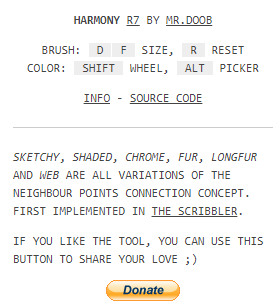 HARMONY R7 BY MR.DOOB
BRUSH: D F SIZE, R RESET
COLOR: SHIFT WHEEL, ALT PICKER
INFO - SOURCE CODE
SKETCHY, SHADED, CHROME, FUR, LONGFUR
AND WEB ARE ALL VARIATIONS OF THE
NEIGHBOUR POINTS CONNECTION CONCEPT.
FIRST IMPLEMENTED IN THE SCRIBBLER.
IF YOU LIKE THE TOOL, YOU CAN USE THIS
BUTTON TO SHARE YOUR LOVE ;)
Donate